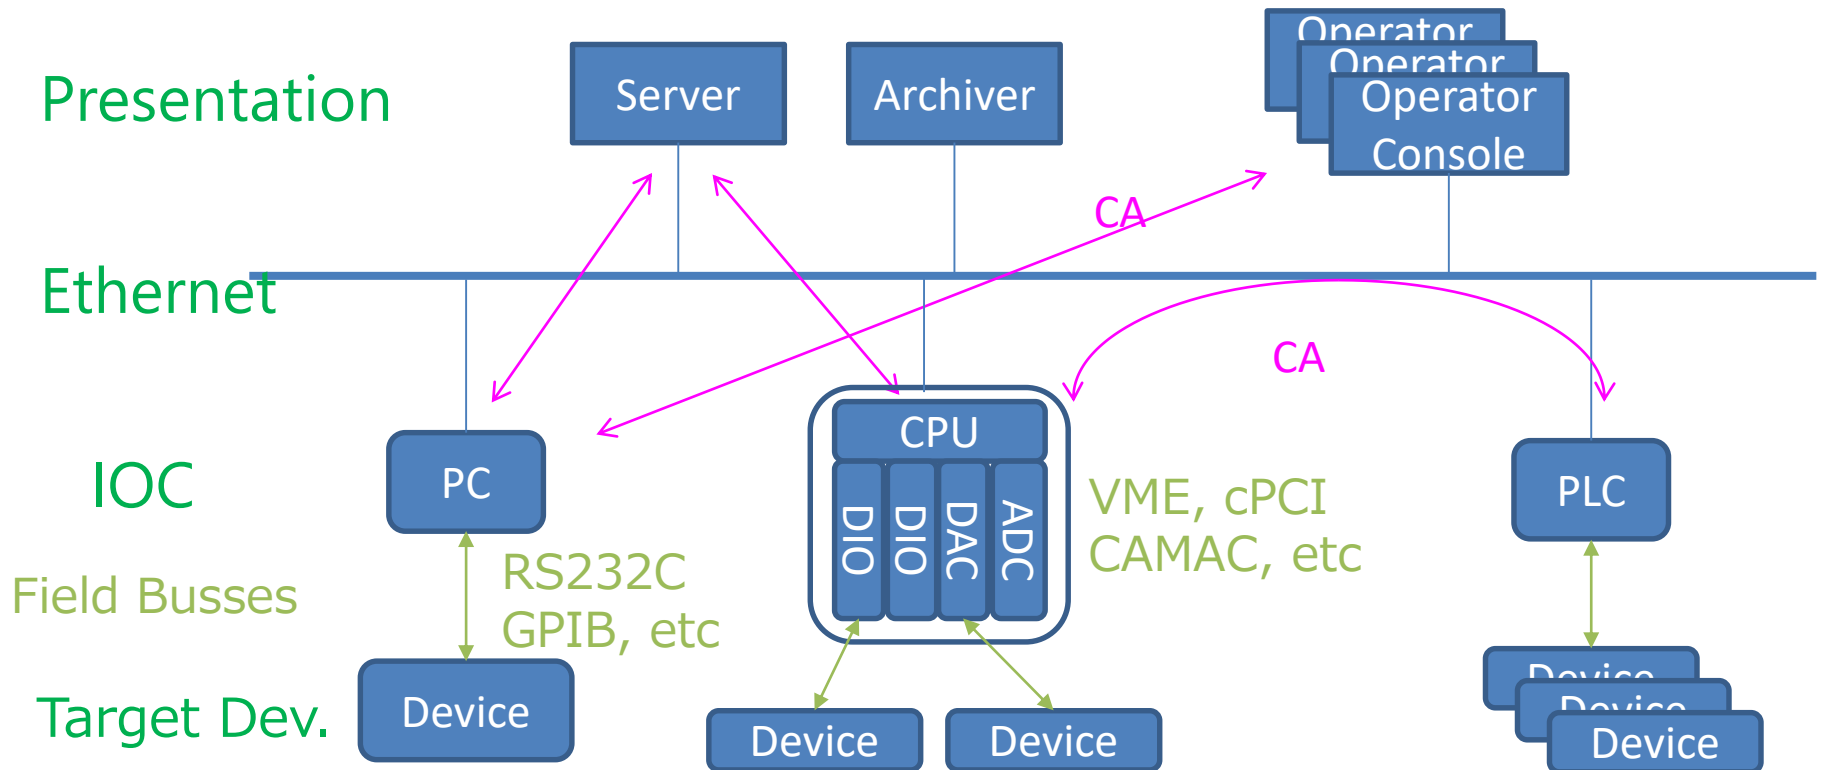 Presentation
Server
Archiver
Operator
Operator
Operator
Console
CA
Ethernet
CA
IOC
PC
CPU
DIO
DIO
DAC
ADC
VME, cPCI
CAMAC, etc
PLC
Field Busses
RS232C
GPIB, etc
Target Dev.
Device
Device
Device
Device
Device
Device